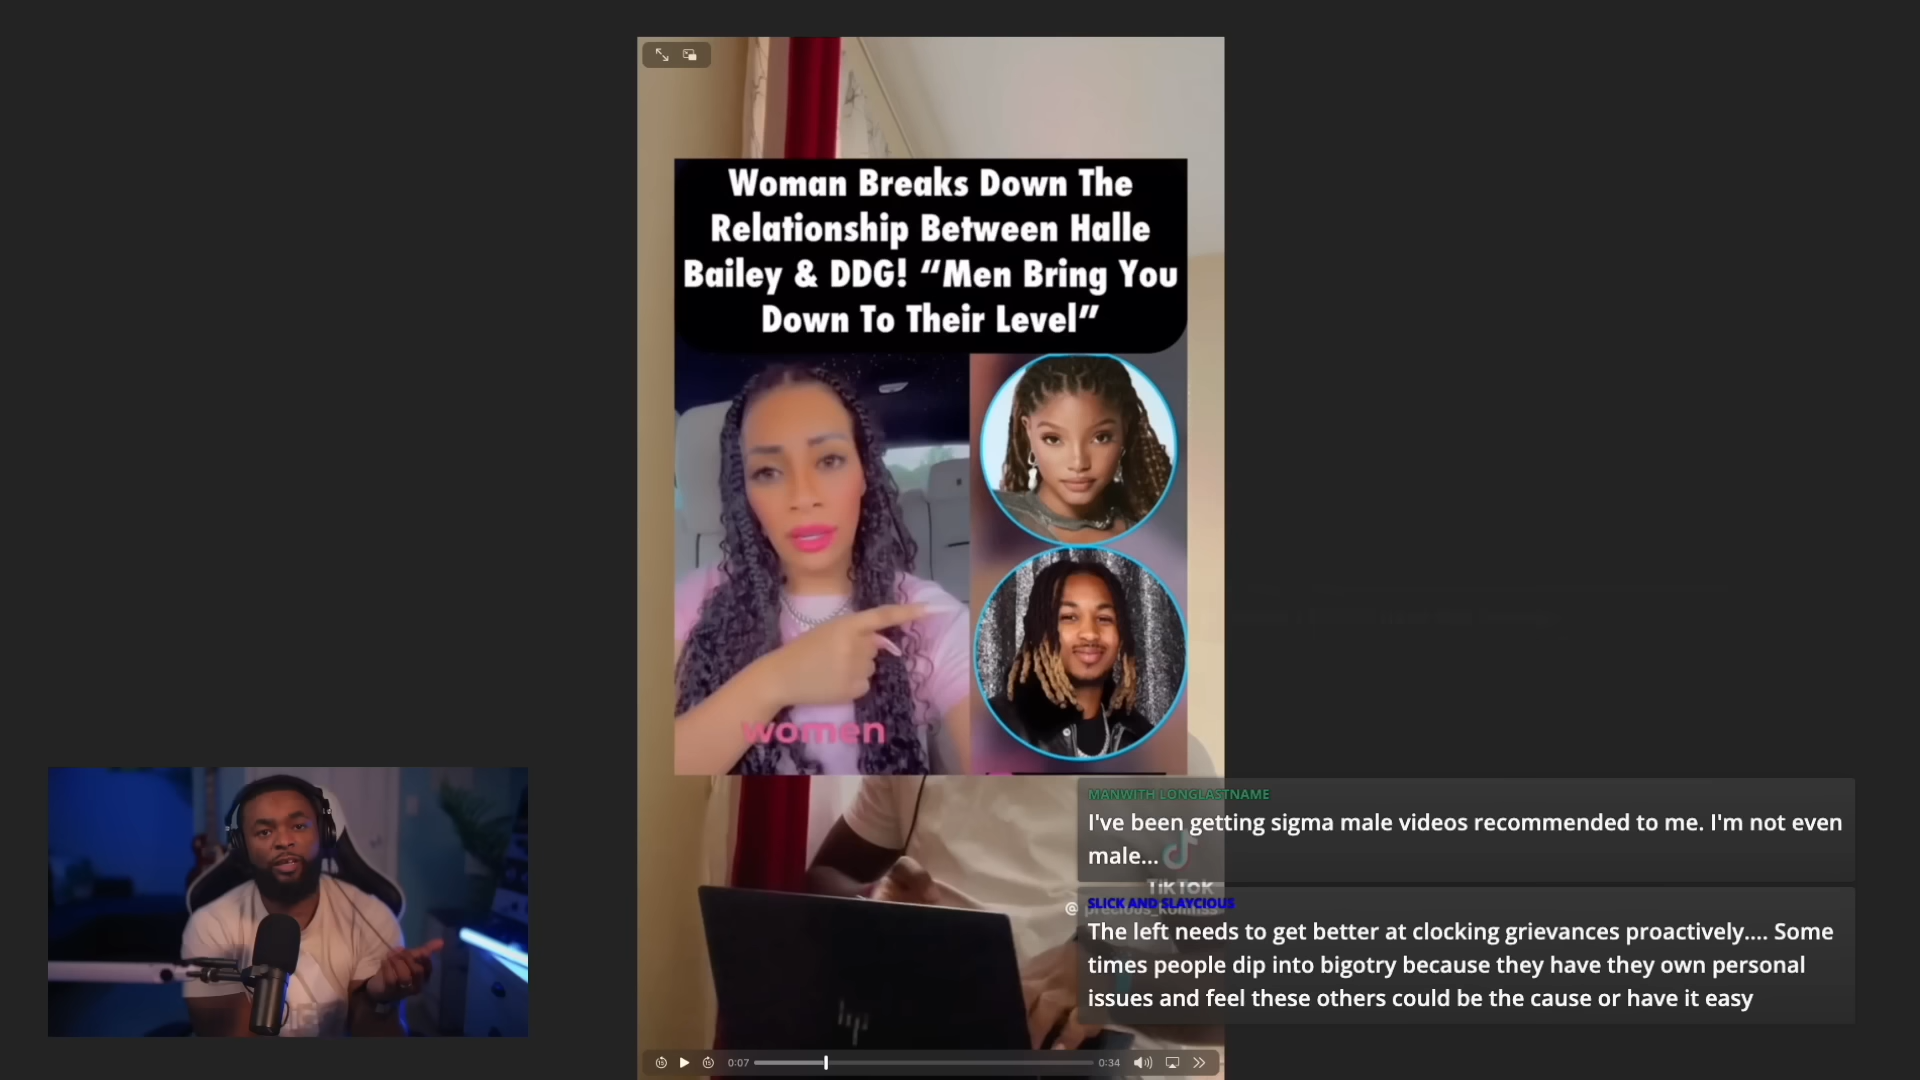 Woman Breaks Down The
Relationship Between Halle
Bailey & DDG! “Men Bring You
Down To Their Level”
women
MANWITH LONGLASTNAME
I've been getting sigma male videos recommended to me. I'm not even
male...
TikTok
SLICK AND SLAYCIOUS
@
The left needs to get better at clocking grievances proactively.... Some
times people dip into bigotry because they have they own personal
issues and feel these others could be the cause or have it easy
hp
0:07
0:34